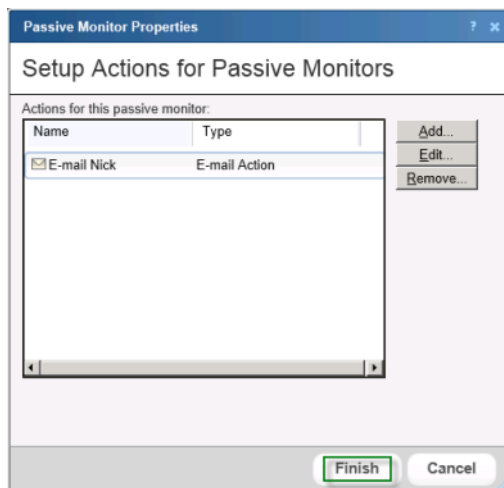 Passive Monitor Properties ? x
Setup Actions for Passive Monitors
Actions for this passive monitor:
Name Type
E-mail Nick E-mail Action
Add...
Edit...
Remove...
Finish Cancel